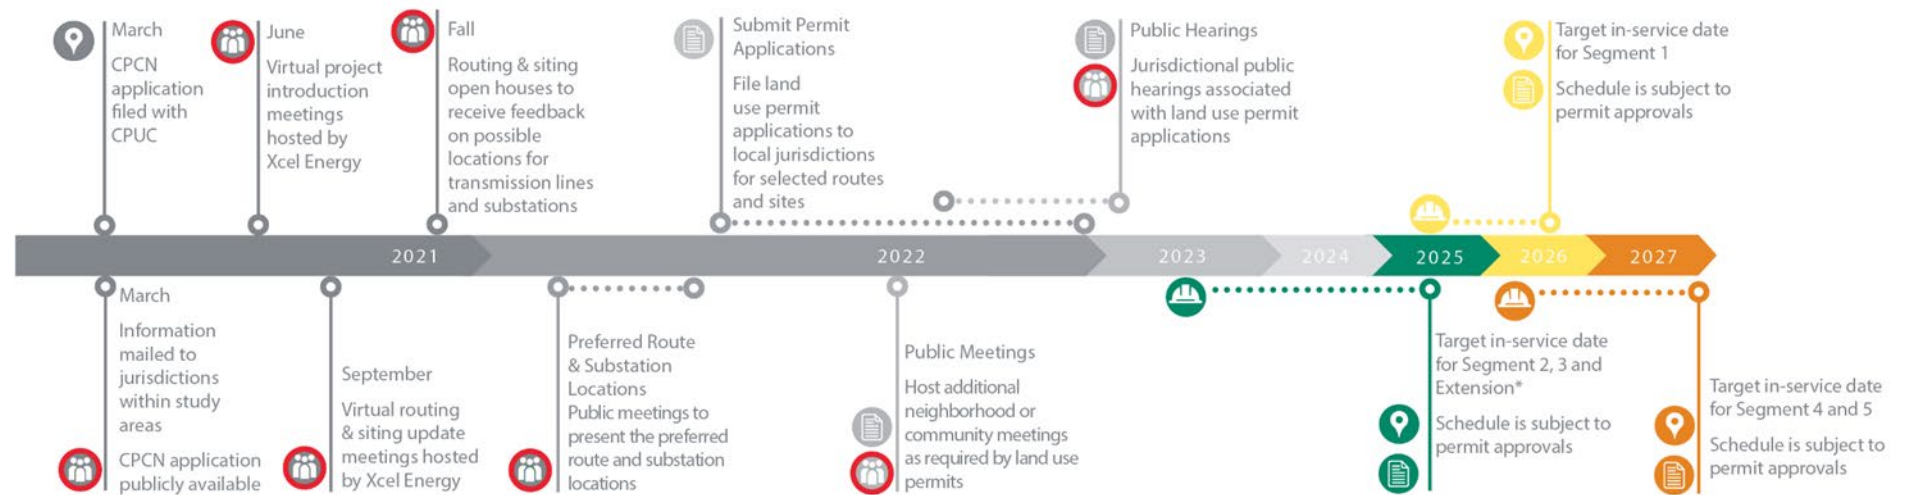 March
CPCN
application
filed with
CPUC
June
Virtual project
introduction
meetings
hosted by
Xcel Energy
Fall
Routing & siting
open houses to
receive feedback
on possible
locations for
transmission lines
and substations
Submit Permit
Applications
File land
use permit
applications to
local jurisdictions
for selected routes
and sites
Public Hearings
Jurisdictional public
hearings associated
with land use permit
applications
Target in-service date
for Segment 1
Schedule is subject to
permit approvals
2021
2022
2023
2024
2025
2026
2027
March
Information
mailed to
jurisdictions
within study
areas
CPCN application
publicly available
September
Virtual routing
& siting update
meetings hosted
by Xcel Energy
Preferred Route
& Substation
Locations
Public meetings to
present the preferred
route and substation
locations
Public Meetings
Host additional
neighborhood or
community meetings
as required by land use
permits
Target in-service date
for Segment 2, 3 and
Extension*
Schedule is subject to
permit approvals
Target in-service date
for Segment 4 and 5
Schedule is subject to
permit approvals